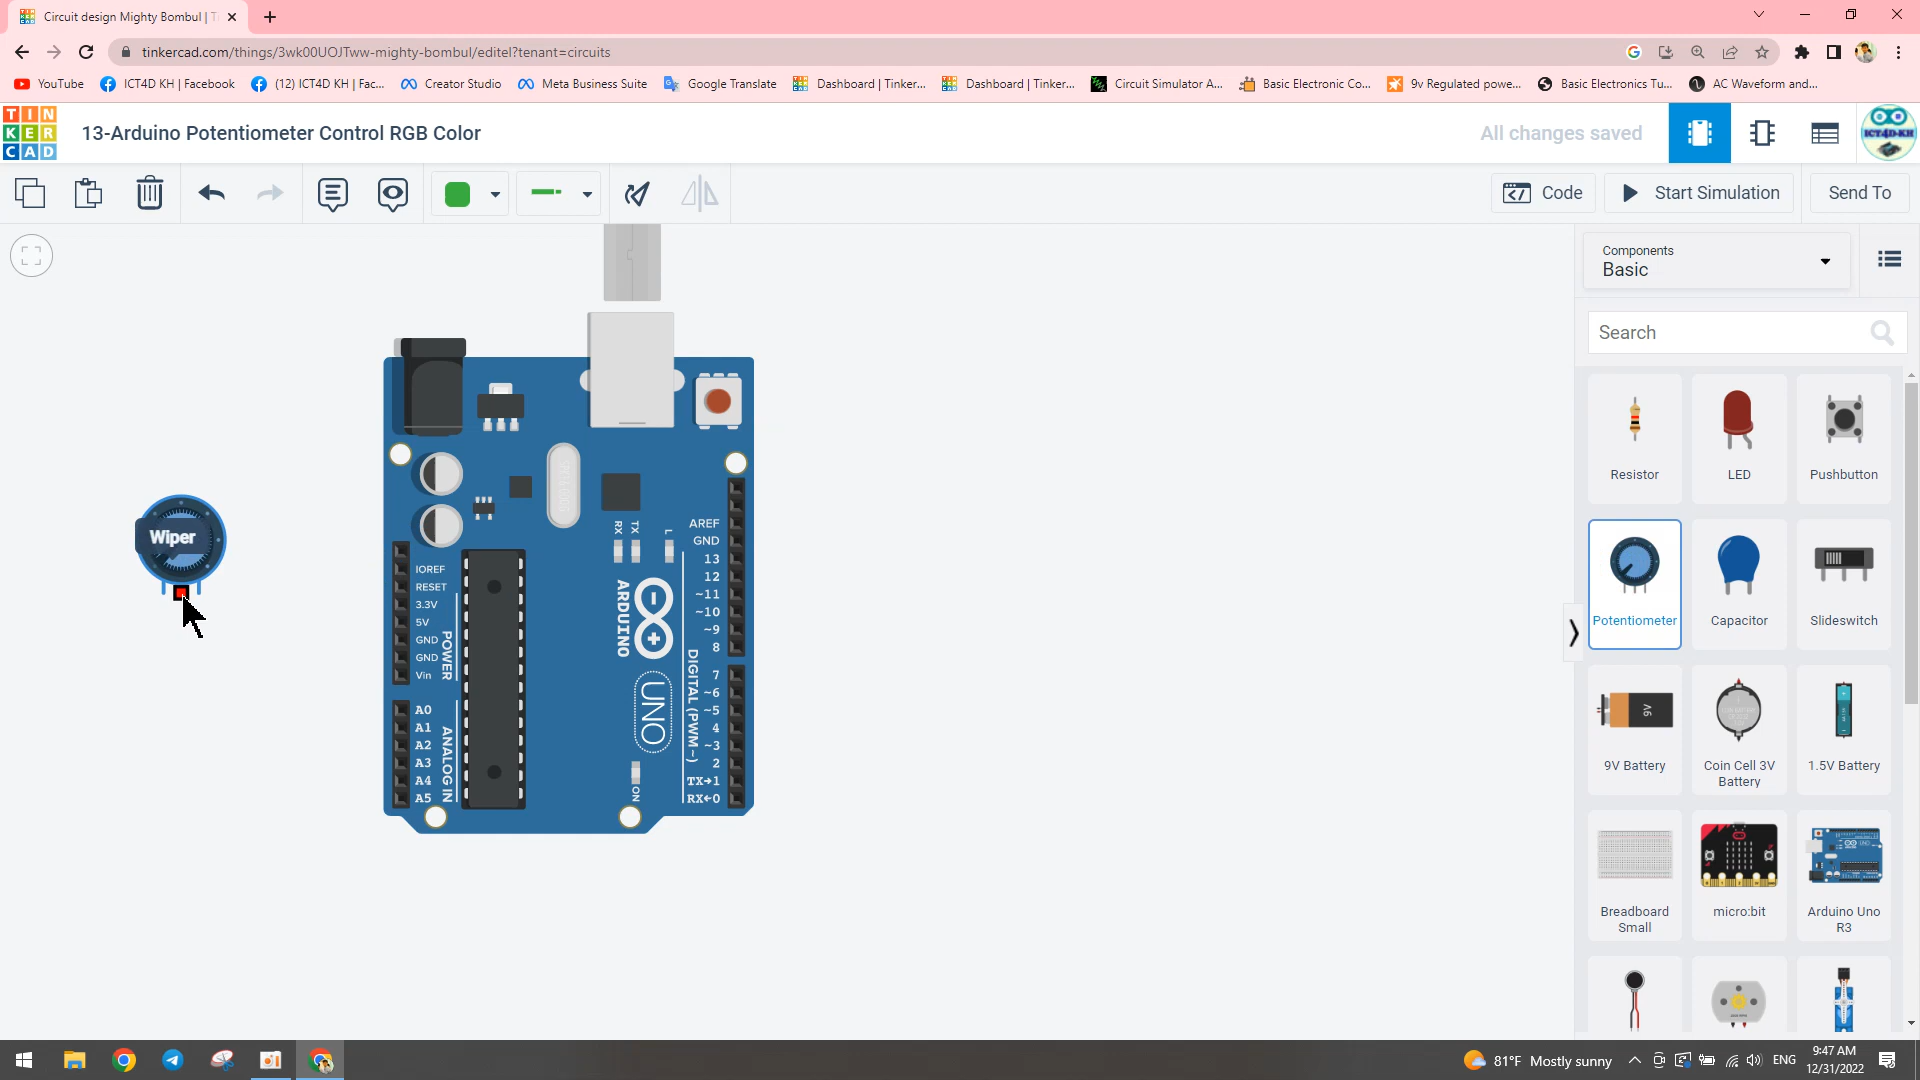 Circuit design Mighty Bombul | T
tinkercad.com/things/3wk00UOJTww-mighty-bombul/editel?tenant=circuits
YouTube
ICT4D KH | Facebook
(12) ICT4D KH | Fac...
Creator Studio
Meta Business Suite
Google Translate
Dashboard | Tinker...
Dashboard | Tinker...
Circuit Simulator A...
Basic Electronic Co...
9v Regulated powe...
Basic Electronics Tu...
AC Waveform and...
TIN
KER
CAD
13-Arduino Potentiometer Control RGB Color
All changes saved
ICT4D-KH
Code
Start Simulation
Send To
Components
Basic
Search
Resistor
LED
Pushbutton
Potentiometer
Capacitor
Slideswitch
9V
9V Battery
Coin Cell 3V
Battery
1.5V Battery
Breadboard
Small
micro:bit
Arduino Uno
R3
Wiper
RX
TX
L
AREF
GND
13
12
~11
~10
~9
8
7
~6
~5
4
~3
2
TX→1
RX←0
DIGITAL (PWM~)
IOREF
RESET
3.3V
5V
GND
GND
Vin
POWER
A0
A1
A2
A3
A4
A5
ANALOG IN
ARDUINO
UNO
ON
81°F Mostly sunny
ENG
9:47 AM
12/31/2022